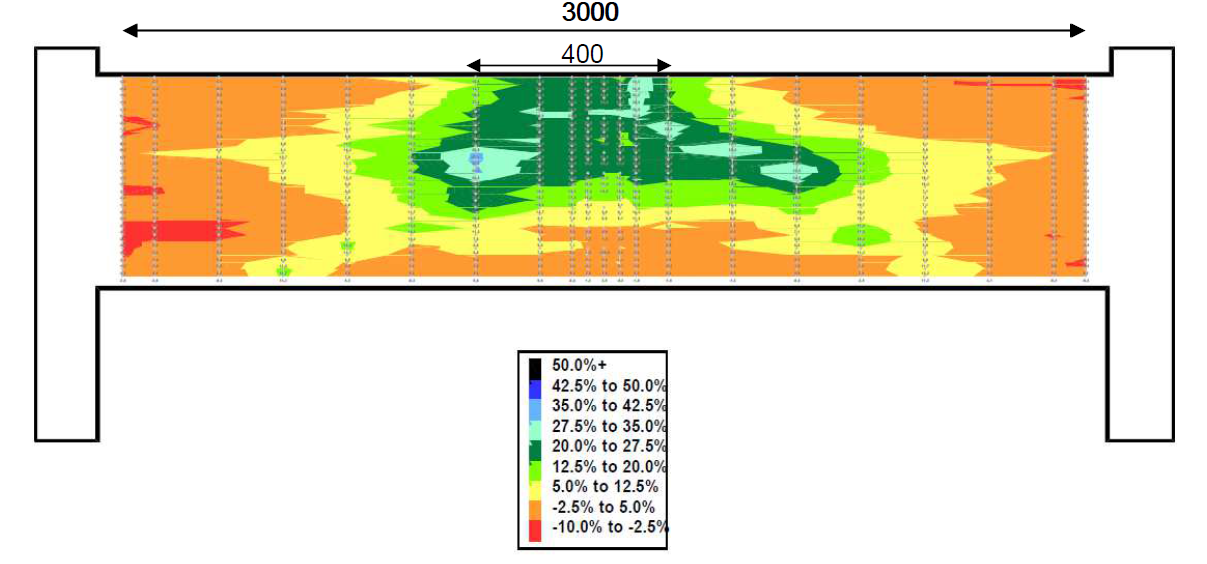 3000
400
50.0%+
42.5% to 50.0%
35.0% to 42.5%
27.5% to 35.0%
20.0% to 27.5%
12.5% to 20.0%
5.0% to 12.5%
-2.5% to 5.0%
-10.0% to -2.5%